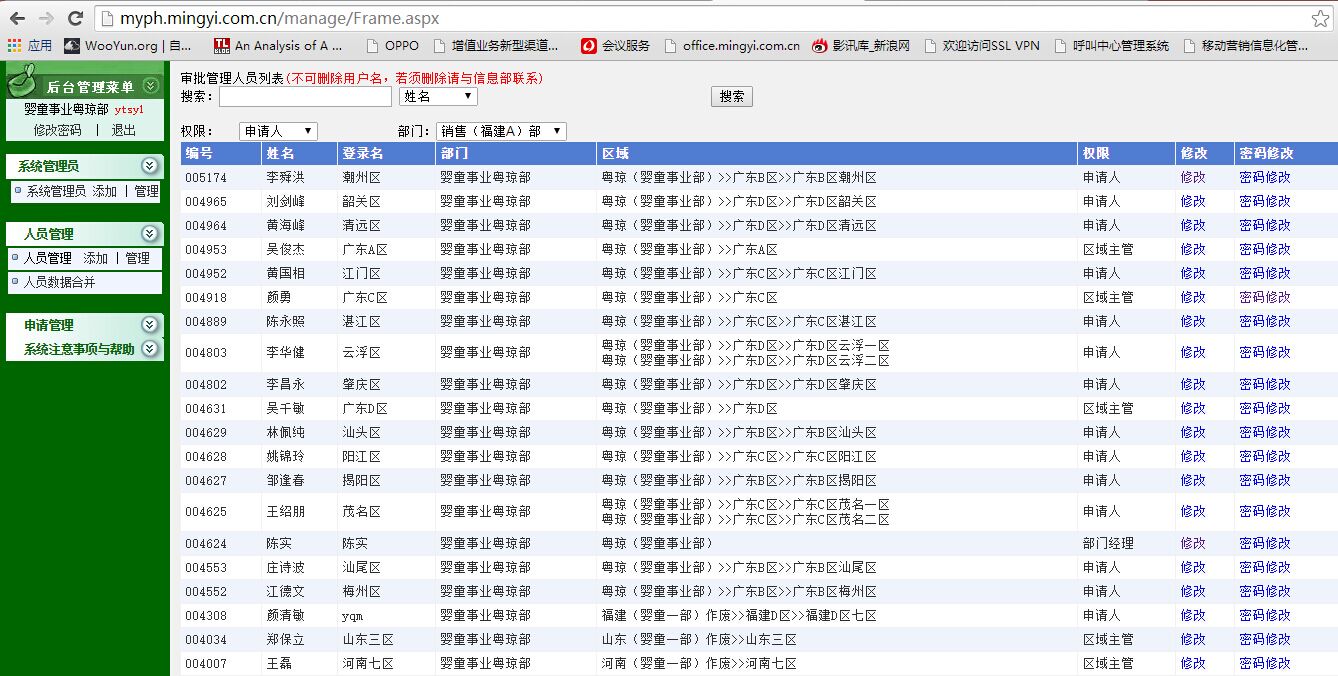 myph.mingyi.com.cn/manage/Frame.aspx
应用 WooYun.org | 自... An Analysis of A ... OPPO 增值业务新型渠道... 会议服务 office.mingyi.com.cn 影讯库_新浪网 欢迎访问SSL VPN 呼叫中心管理系统 移动营销信息化管...
后台管理菜单
婴童事业粤琼部 ytsy1
修改密码 | 退出
系统管理员
系统管理员 添加 | 管理
人员管理
人员管理 添加 | 管理
人员数据合并
申请管理
系统注意事项与帮助
审批管理人员列表(不可删除用户名，若须删除请与信息部联系)
搜索： 姓名 搜索
权限： 申请人 部门： 销售（福建A）部
编号 姓名 登录名 部门 区域 权限 修改 密码修改
005174 李舜洪 潮州区 婴童事业粤琼部 粤琼（婴童事业部）>>广东B区>>广东B区潮州区 申请人 修改 密码修改
004965 刘剑峰 韶关区 婴童事业粤琼部 粤琼（婴童事业部）>>广东D区>>广东D区韶关区 申请人 修改 密码修改
004964 黄海峰 清远区 婴童事业粤琼部 粤琼（婴童事业部）>>广东D区>>广东D区清远区 申请人 修改 密码修改
004953 吴俊杰 广东A区 婴童事业粤琼部 粤琼（婴童事业部）>>广东A区 区域主管 修改 密码修改
004952 黄国相 江门区 婴童事业粤琼部 粤琼（婴童事业部）>>广东C区>>广东C区江门区 申请人 修改 密码修改
004918 颜勇 广东C区 婴童事业粤琼部 粤琼（婴童事业部）>>广东C区 区域主管 修改 密码修改
004889 陈永照 湛江区 婴童事业粤琼部 粤琼（婴童事业部）>>广东C区>>广东C区湛江区 申请人 修改 密码修改
004803 李华健 云浮区 婴童事业粤琼部 粤琼（婴童事业部）>>广东D区>>广东D区云浮一区 申请人 修改 密码修改
粤琼（婴童事业部）>>广东D区>>广东D区云浮二区
004802 李昌永 肇庆区 婴童事业粤琼部 粤琼（婴童事业部）>>广东D区>>广东D区肇庆区 申请人 修改 密码修改
004631 吴千敏 广东D区 婴童事业粤琼部 粤琼（婴童事业部）>>广东D区 区域主管 修改 密码修改
004629 林佩纯 汕头区 婴童事业粤琼部 粤琼（婴童事业部）>>广东B区>>广东B区汕头区 申请人 修改 密码修改
004628 姚锦玲 阳江区 婴童事业粤琼部 粤琼（婴童事业部）>>广东C区>>广东C区阳江区 申请人 修改 密码修改
004627 邹逢春 揭阳区 婴童事业粤琼部 粤琼（婴童事业部）>>广东B区>>广东B区揭阳区 申请人 修改 密码修改
004625 王绍朋 茂名区 婴童事业粤琼部 粤琼（婴童事业部）>>广东C区>>广东C区茂名一区 申请人 修改 密码修改
粤琼（婴童事业部）>>广东C区>>广东C区茂名二区
004624 陈实 陈实 婴童事业粤琼部 粤琼（婴童事业部） 部门经理 修改 密码修改
004553 庄诗波 汕尾区 婴童事业粤琼部 粤琼（婴童事业部）>>广东B区>>广东B区汕尾区 申请人 修改 密码修改
004552 江德文 梅州区 婴童事业粤琼部 粤琼（婴童事业部）>>广东B区>>广东B区梅州区 申请人 修改 密码修改
004308 颜清敏 yqm 婴童事业粤琼部 福建（婴童一部）作废>>福建D区>>福建D区七区 申请人 修改 密码修改
004034 郑保立 山东三区 婴童事业粤琼部 山东（婴童一部）作废>>山东三区 区域主管 修改 密码修改
004007 王磊 河南七区 婴童事业粤琼部 河南（婴童一部）作废>>河南七区 区域主管 修改 密码修改